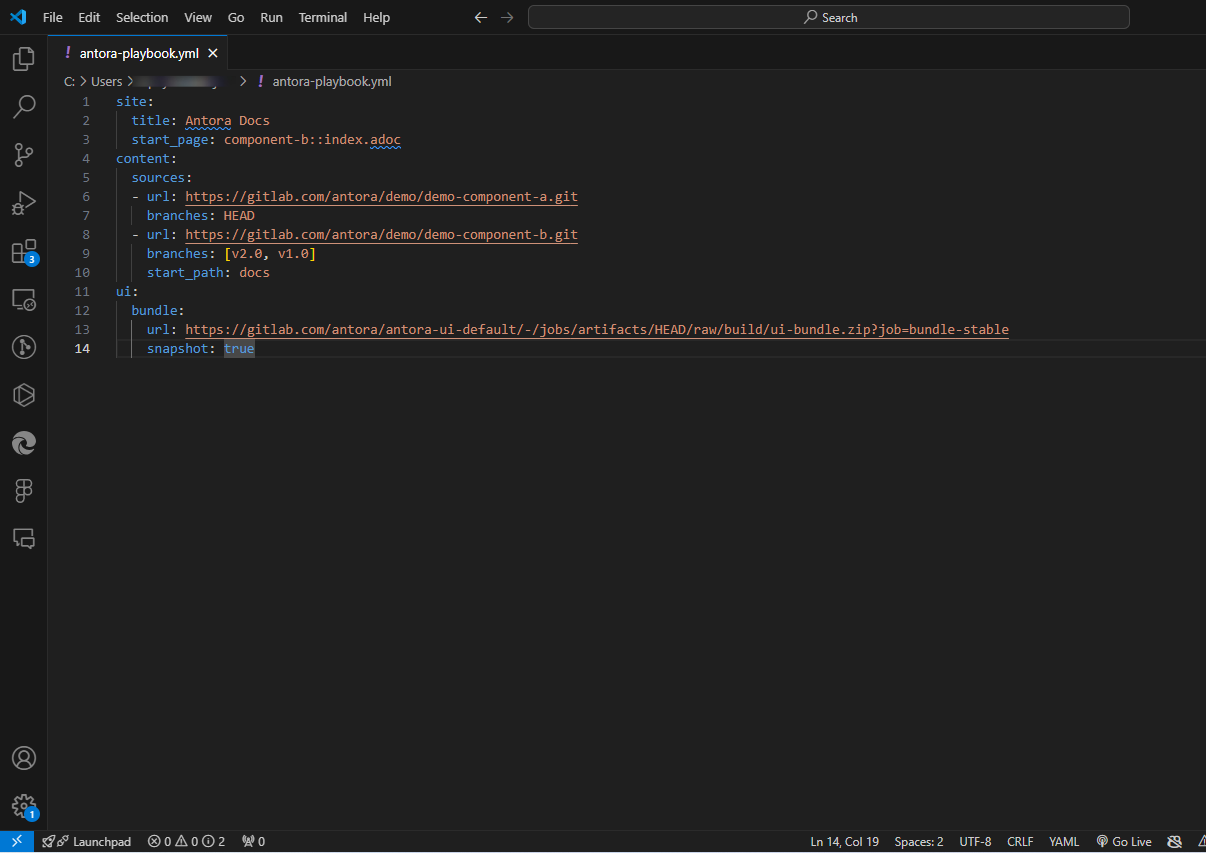 File Edit Selection View Go Run Terminal Help Search
antora-playbook.yml
C: > Users > > ! antora-playbook.yml
1 site:
2 title: Antora Docs
3 start_page: component-b::index.adoc
4 content:
5 sources:
6 - url: https://gitlab.com/antora/demo/demo-component-a.git
7 branches: HEAD
8 - url: https://gitlab.com/antora/demo/demo-component-b.git
9 branches: [v2.0, v1.0]
10 start_path: docs
11 ui:
12 bundle:
13 url: https://gitlab.com/antora/antora-ui-default/-/jobs/artifacts/HEAD/raw/build/ui-bundle.zip?job=bundle-stable
14 snapshot: true
3
1
Launchpad 0 0 2 0 Ln 14, Col 19 Spaces: 2 UTF-8 CRLF YAML Go Live